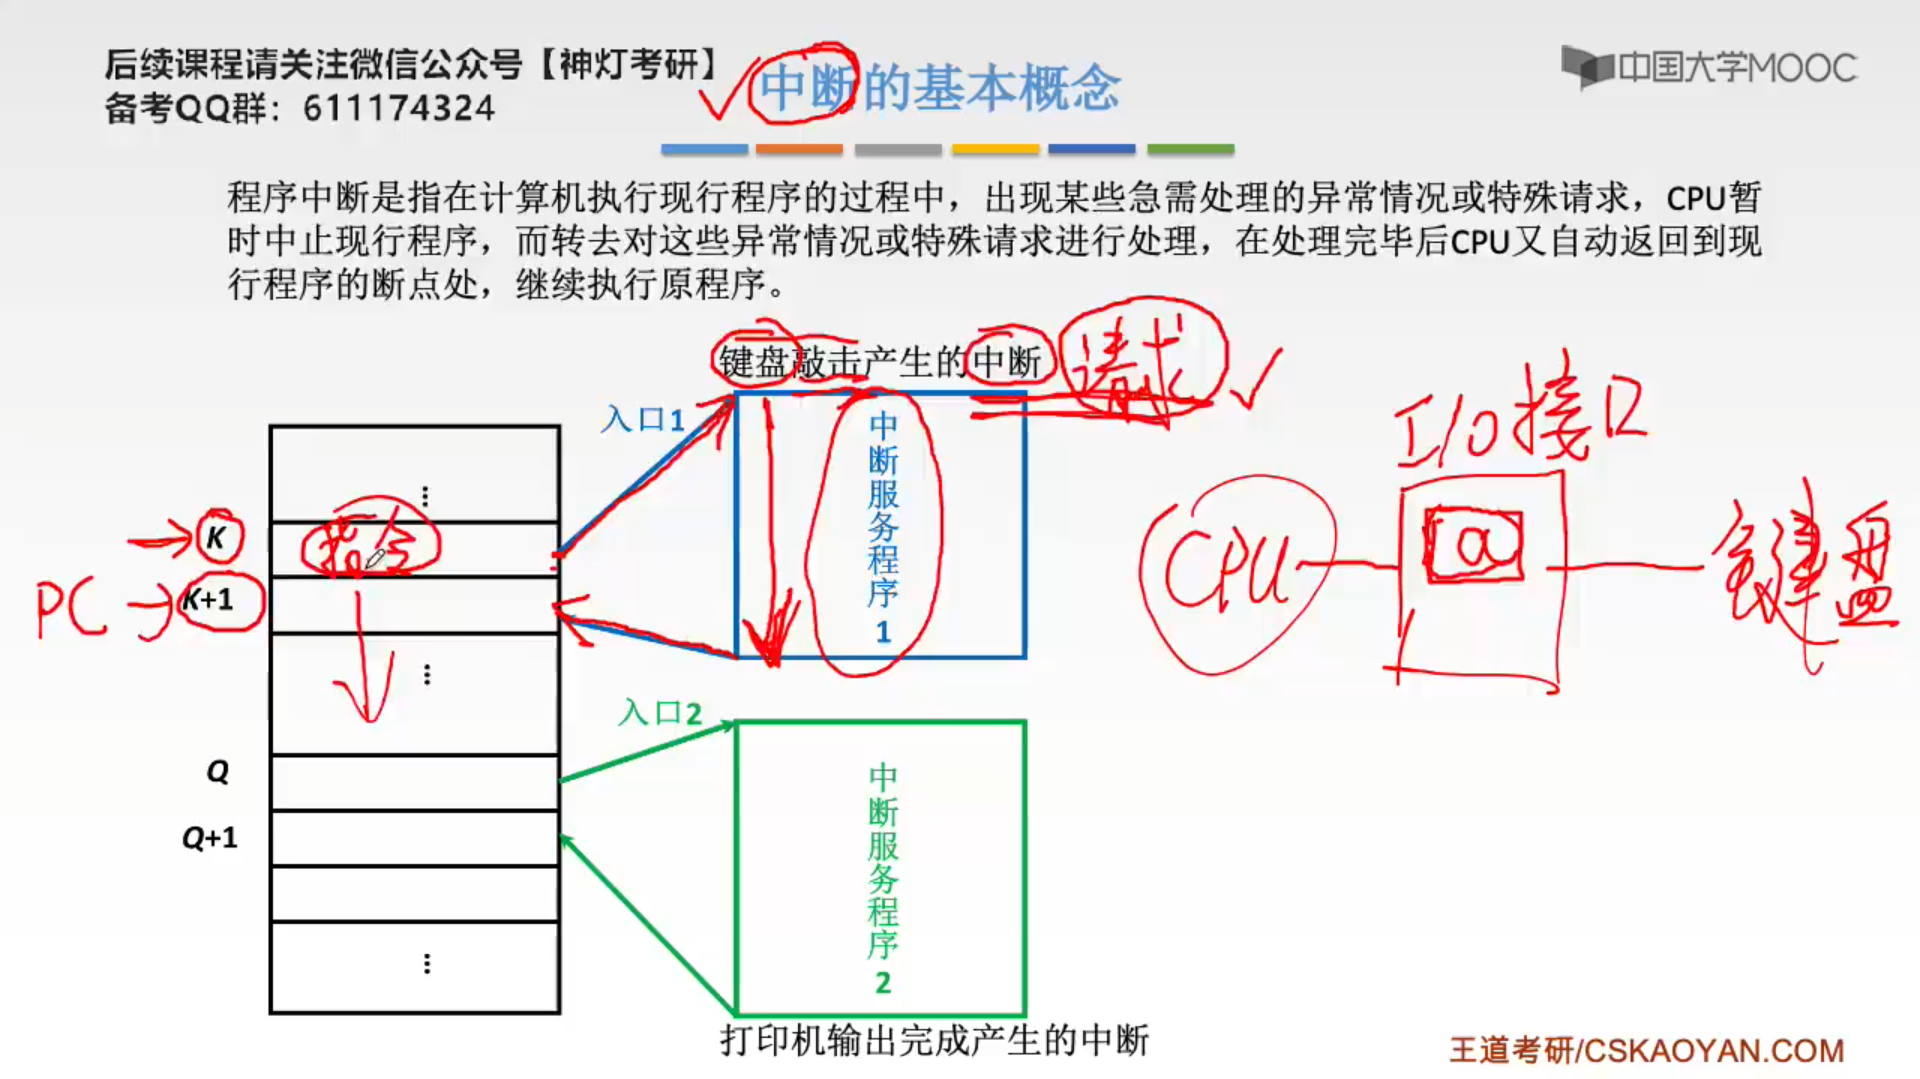 后续课程请关注微信公众号【神灯考研】
备考QQ群：611174324
中断的基本概念
中国大学MOOC
程序中断是指在计算机执行现行程序的过程中，出现某些急需处理的异常情况或特殊请求，CPU暂
时中止现行程序，而转去对这些异常情况或特殊请求进行处理，在处理完毕后CPU又自动返回到现
行程序的断点处，继续执行原程序。
键盘敲击产生的中断 请求
入口1
中断服务程序1
I/O接口
⋮
K
指令
CPU
a
键盘
PC
K+1
⋮
入口2
Q
中断服务程序2
Q+1
⋮
打印机输出完成产生的中断
王道考研/CSKAOYAN.COM